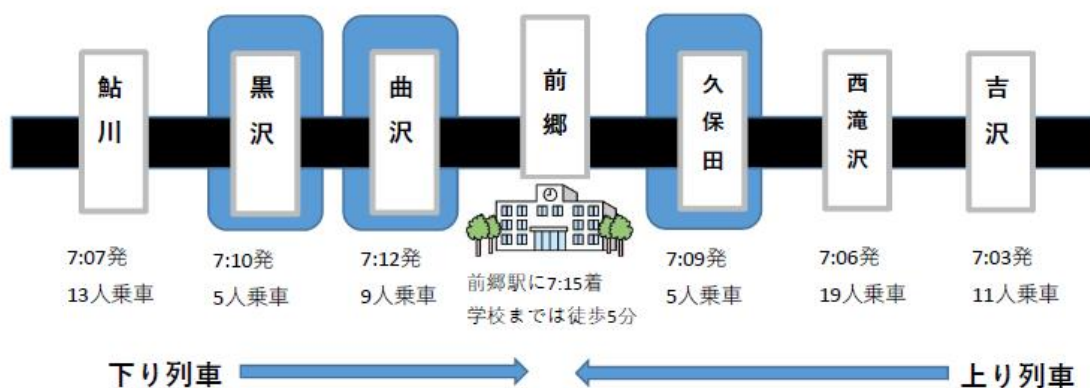 鮎川
黒沢
曲沢
前郷
久保田
西滝沢
吉沢
7:07発
13人乗車
7:10発
5人乗車
7:12発
9人乗車
前郷駅に7:15着
学校までは徒歩5分
7:09発
5人乗車
7:06発
19人乗車
7:03発
11人乗車
下り列車
上り列車